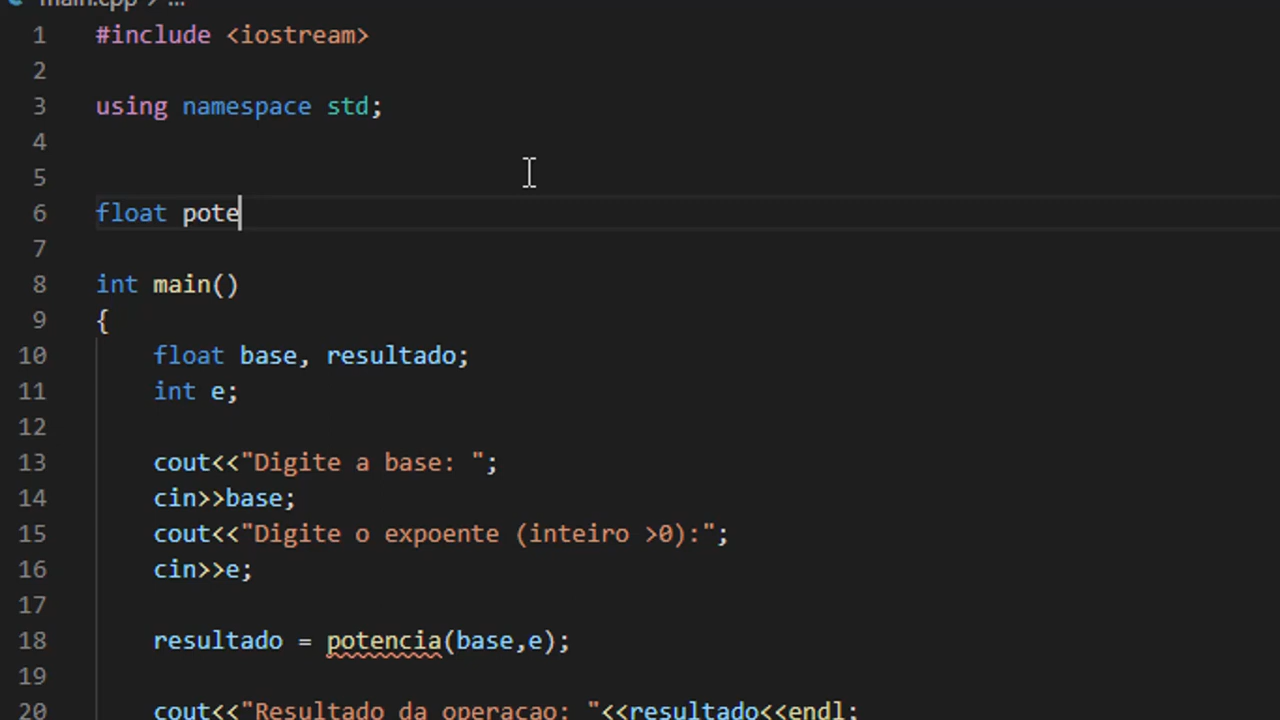 main.cpp > ...
1 #include <iostream>
2
3 using namespace std;
4
5
6 float pote
7
8 int main()
9 {
10 float base, resultado;
11 int e;
12
13 cout<<"Digite a base: ";
14 cin>>base;
15 cout<<"Digite o expoente (inteiro >0):";
16 cin>>e;
17
18 resultado = potencia(base,e);
19
20 cout<<"Resultado da operacao: "<<resultado<<endl;